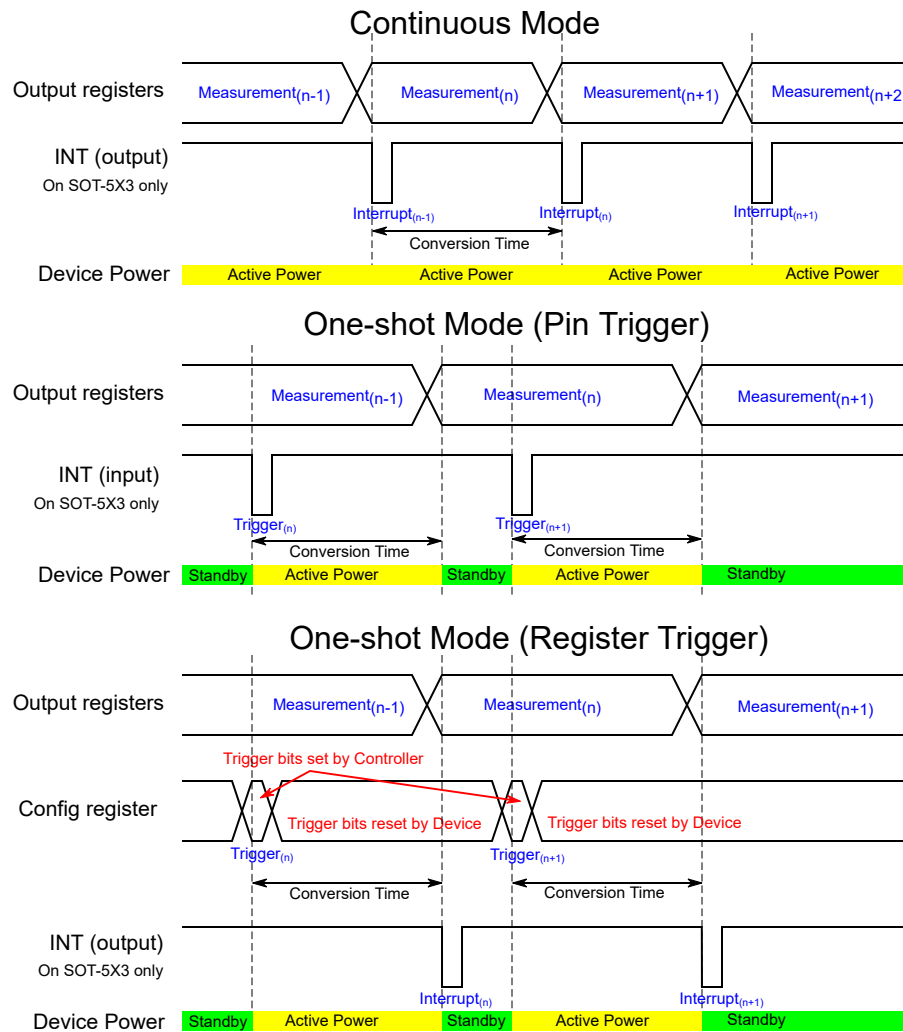 Continuous Mode
Output registers
Measurement(n-1)
Measurement(n)
Measurement(n+1)
Measurement(n+2
INT (output)
On SOT-5X3 only
Interrupt(n-1)
Interrupt(n)
Interrupt(n+1)
Conversion Time
Device Power
Active Power
Active Power
Active Power
Active Power
One-shot Mode (Pin Trigger)
Output registers
Measurement(n-1)
Measurement(n)
Measurement(n+1)
INT (input)
On SOT-5X3 only
Trigger(n)
Trigger(n+1)
Conversion Time
Conversion Time
Device Power
Standby
Active Power
Standby
Active Power
Standby
One-shot Mode (Register Trigger)
Output registers
Measurement(n-1)
Measurement(n)
Measurement(n+1)
Trigger bits set by Controller
Config register
Trigger bits reset by Device
Trigger bits reset by Device
Trigger(n)
Trigger(n+1)
Conversion Time
Conversion Time
INT (output)
On SOT-5X3 only
Interrupt(n)
Interrupt(n+1)
Device Power
Standby
Active Power
Standby
Active Power
Standby